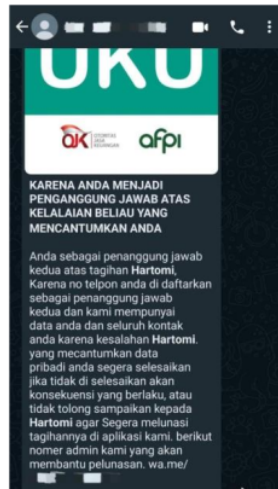 UKU
OJK OTORITAS
JASA
KEUANGAN
afpi
KARENA ANDA MENJADI
PENGANGGUNG JAWAB ATAS
KELALAIAN BELIAU YANG
MENCANTUMKAN ANDA
Anda sebagai penanggung jawab
kedua atas tagihan Hartomi,
Karena no telpon anda di daftarkan
sebagai penanggung jawab
kedua dan kami mempunyai
data anda dan seluruh kontak
anda karena kesalahan Hartomi.
yang mecantumkan data
pribadi anda segera selesaikan
jika tidak di selesaikan akan
konsekuensi yang berlaku, atau
tidak tolong sampaikan kepada
Hartomi agar Segera melunasi
tagihannya di aplikasi kami. berikut
nomer admin kami yang akan
membantu pelunasan. wa.me/